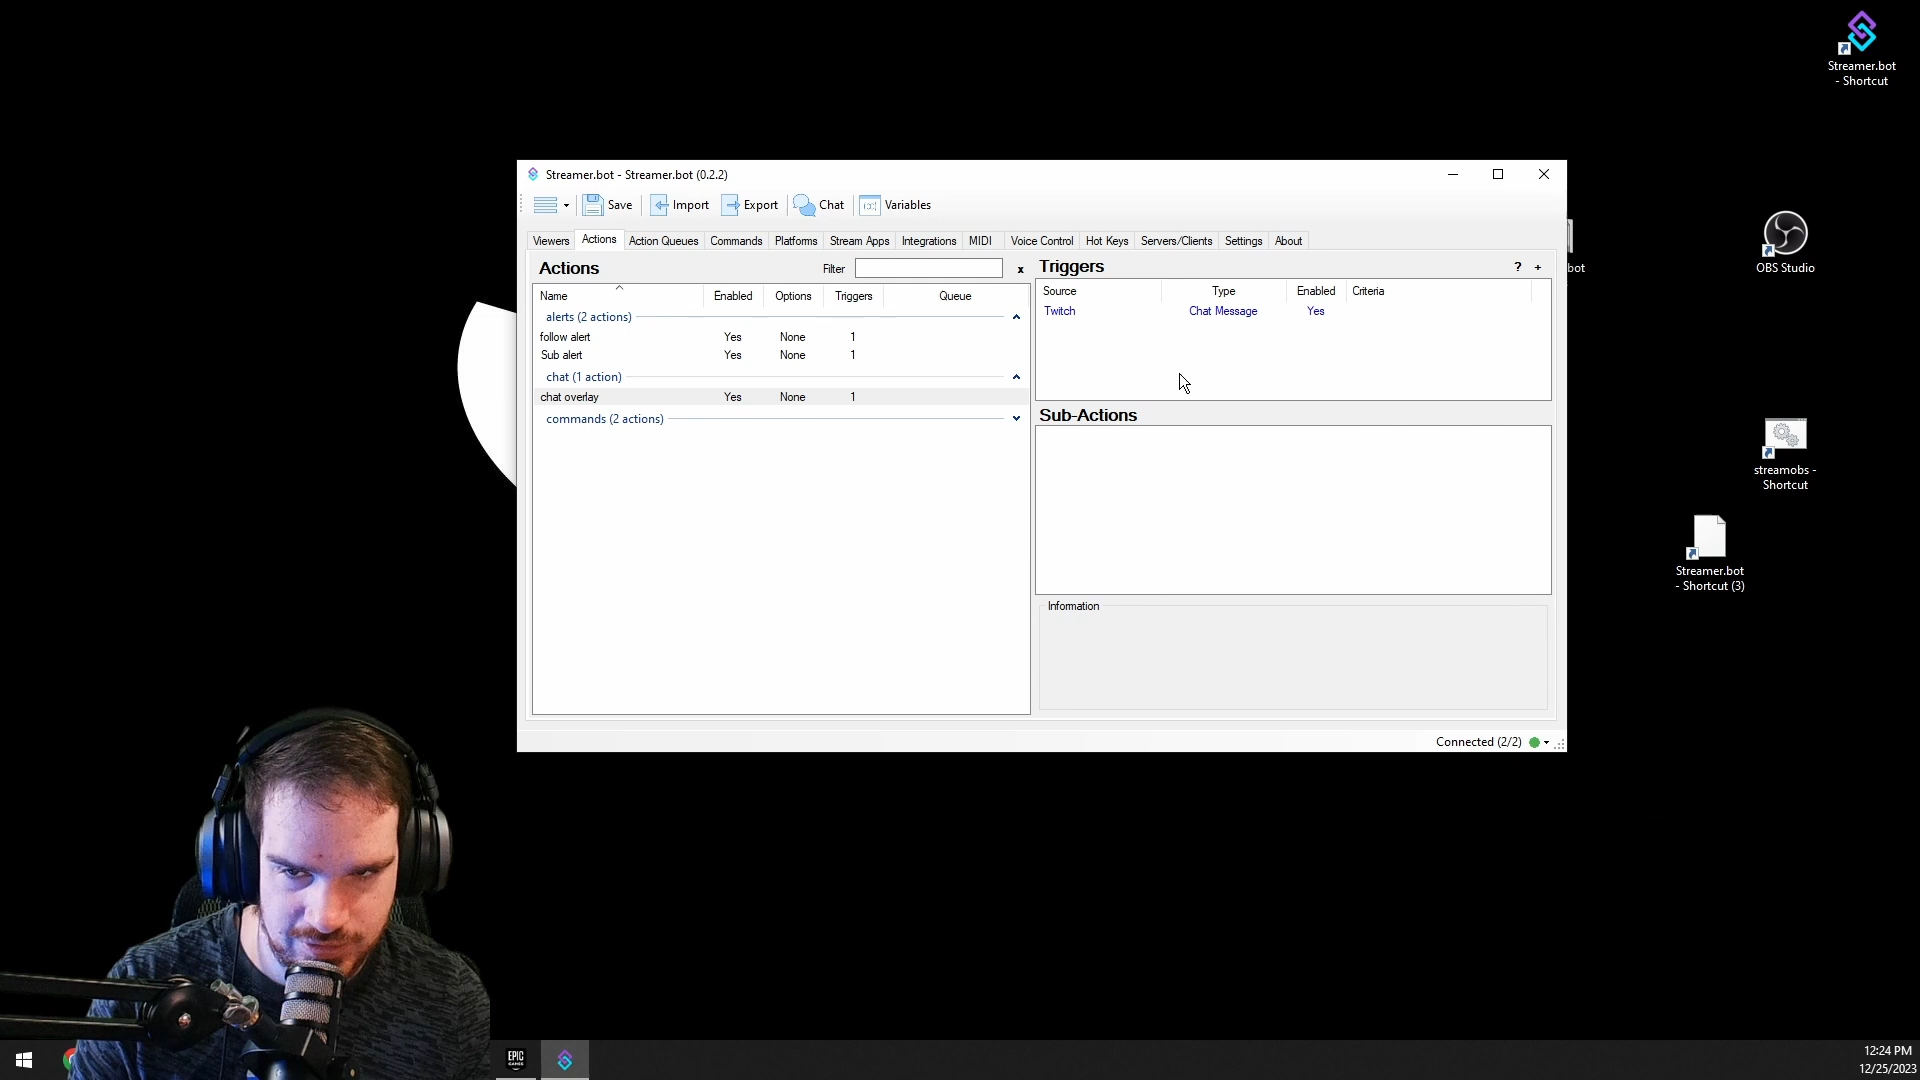 Streamer.bot
- Shortcut
Streamer.bot - Streamer.bot (0.2.2)
Save
Import
Export
Chat
Variables
Viewers
Actions
Action Queues
Commands
Platforms
Stream Apps
Integrations
MIDI
Voice Control
Hot Keys
Servers/Clients
Settings
About
Actions
Filter
x
Name Enabled Options Triggers Queue
alerts (2 actions)
follow alert Yes None 1
Sub alert Yes None 1
chat (1 action)
chat overlay Yes None 1
commands (2 actions)
Triggers
? +
Source Type Enabled Criteria
Twitch Chat Message Yes
Sub-Actions
Information
Connected (2/2)
bot
OBS Studio
streamobs -
Shortcut
Streamer.bot
- Shortcut (3)
EPIC
GAMES
12:24 PM
12/25/2023